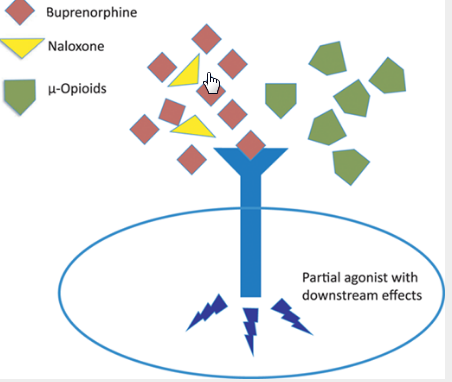 Buprenorphine
Naloxone
μ-Opioids
Partial agonist with
downstream effects